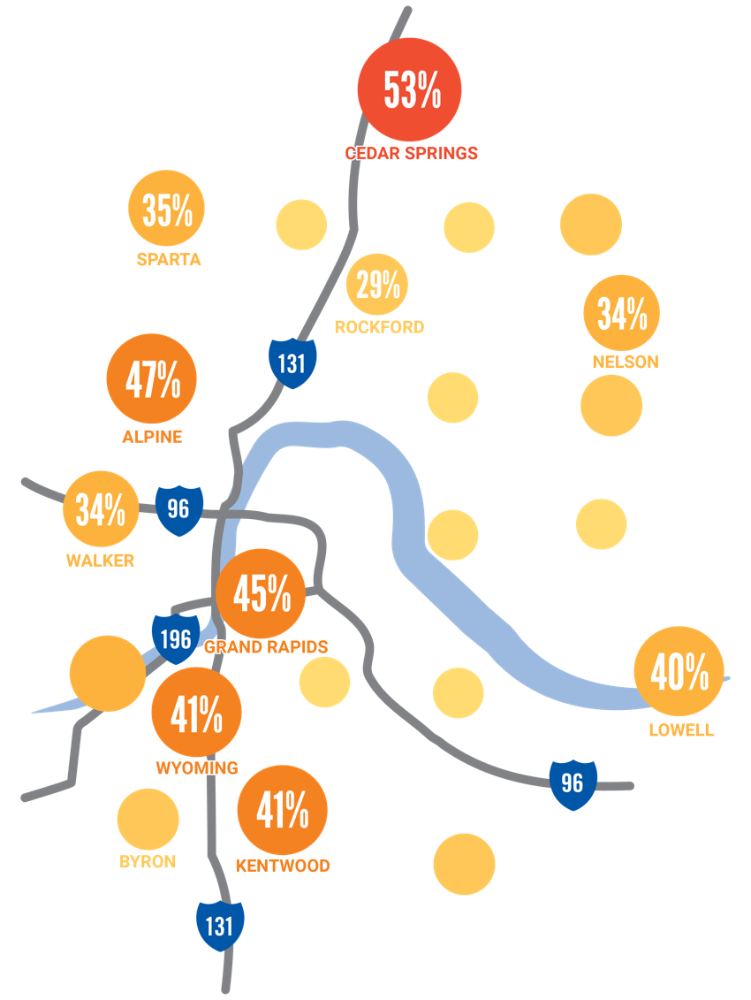 53%
CEDAR SPRINGS
35%
SPARTA
29%
ROCKFORD
34%
NELSON
131
47%
ALPINE
34%
WALKER
96
45%
GRAND RAPIDS
196
40%
LOWELL
41%
WYOMING
96
41%
KENTWOOD
BYRON
131